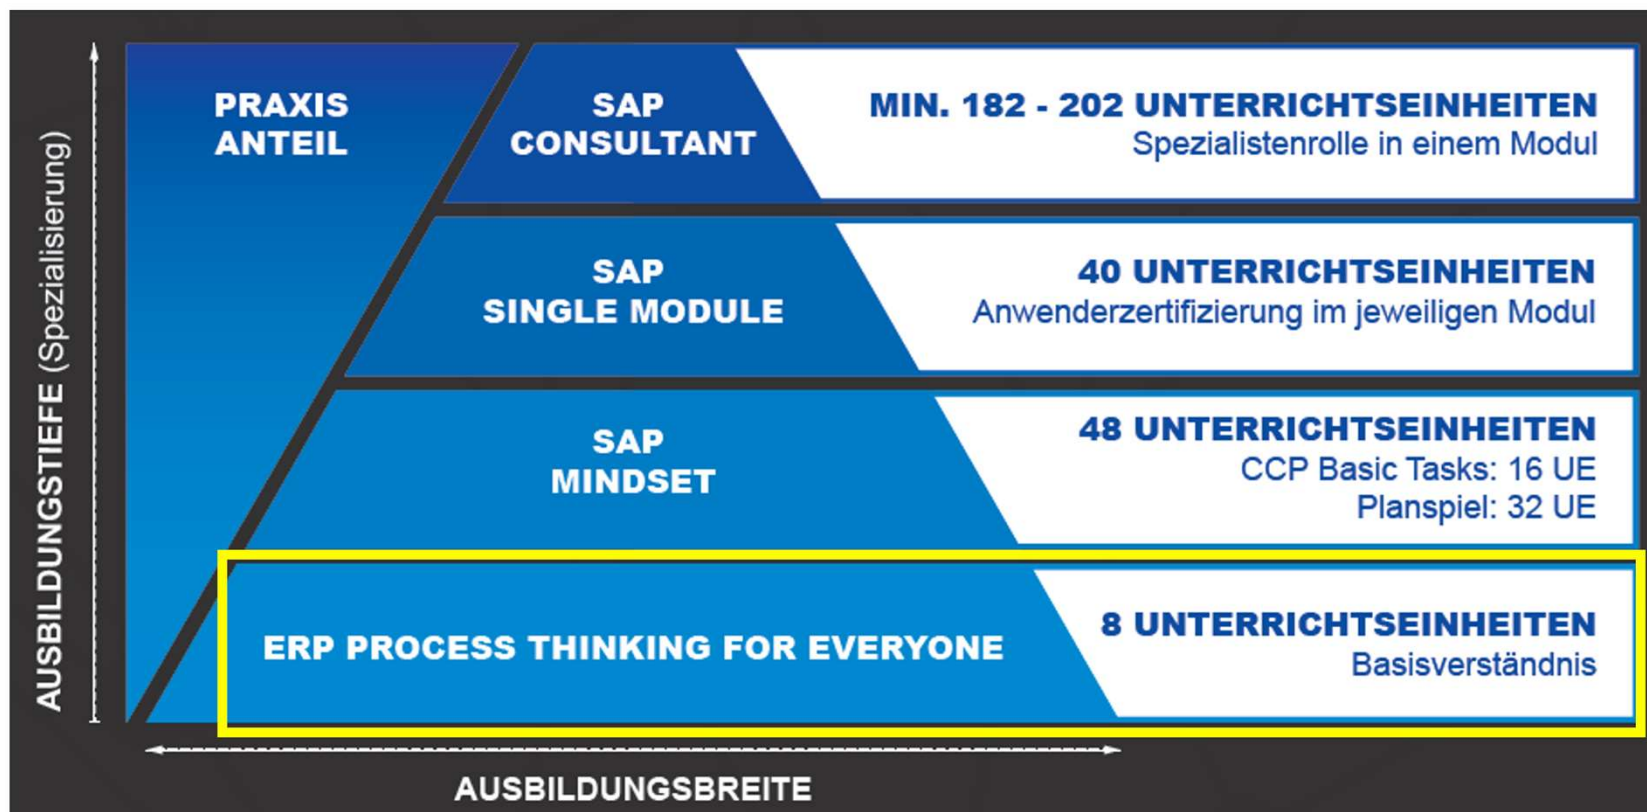 AUSBILDUNGSTIEFE (Spezialisierung)
PRAXIS
ANTEIL
SAP
CONSULTANT
MIN. 182 - 202 UNTERRICHTSEINHEITEN
Spezialistenrolle in einem Modul
SAP
SINGLE MODULE
40 UNTERRICHTSEINHEITEN
Anwenderzertifizierung im jeweiligen Modul
SAP
MINDSET
48 UNTERRICHTSEINHEITEN
CCP Basic Tasks: 16 UE
Planspiel: 32 UE
ERP PROCESS THINKING FOR EVERYONE
8 UNTERRICHTSEINHEITEN
Basisverständnis
AUSBILDUNGSBREITE